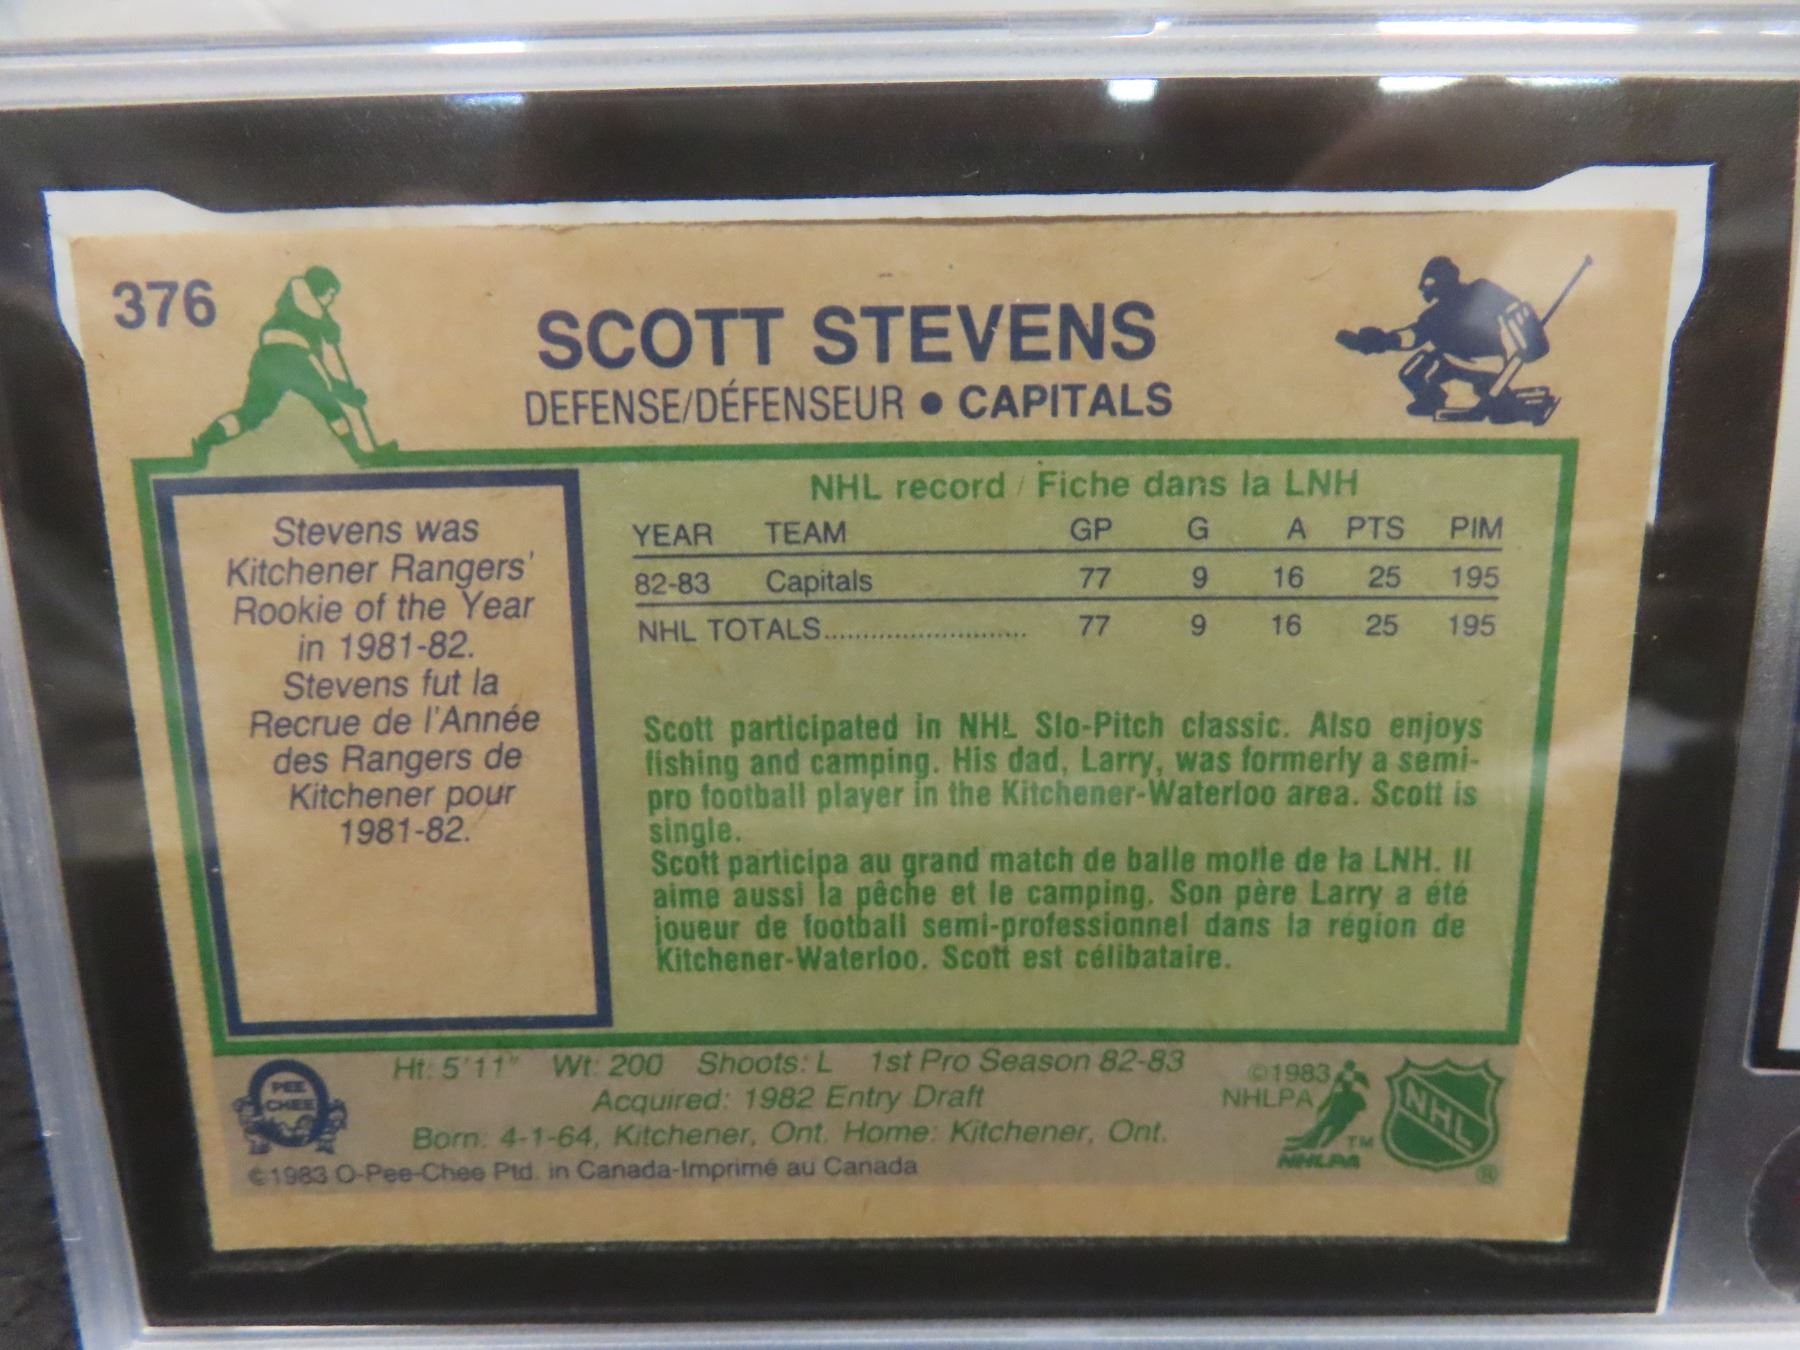 376
SCOTT STEVENS
DEFENSE/DÉFENSEUR • CAPITALS
Stevens was
Kitchener Rangers'
Rookie of the Year
in 1981-82.
Stevens fut la
Recrue de l'Année
des Rangers de
Kitchener pour
1981-82.
NHL record / Fiche dans la LNH
YEAR TEAM GP G A PTS PIM
82-83 Capitals 77 9 16 25 195
NHL TOTALS.......................... 77 9 16 25 195
Scott participated in NHL Slo-Pitch classic. Also enjoys
fishing and camping. His dad, Larry, was formerly a semi-
pro football player in the Kitchener-Waterloo area. Scott is
single.
Scott participa au grand match de balle molle de la LNH. Il
aime aussi la pêche et le camping. Son père Larry a été
joueur de football semi-professionnel dans la région de
Kitchener-Waterloo. Scott est célibataire.
O PEE CHEE
Ht: 5'11" Wt: 200 Shoots: L 1st Pro Season 82-83
Acquired: 1982 Entry Draft
Born: 4-1-64, Kitchener, Ont. Home: Kitchener, Ont.
©1983 O-Pee-Chee Ptd. in Canada-Imprimé au Canada
©1983
NHLPA
TM
NHLPA
NHL
®